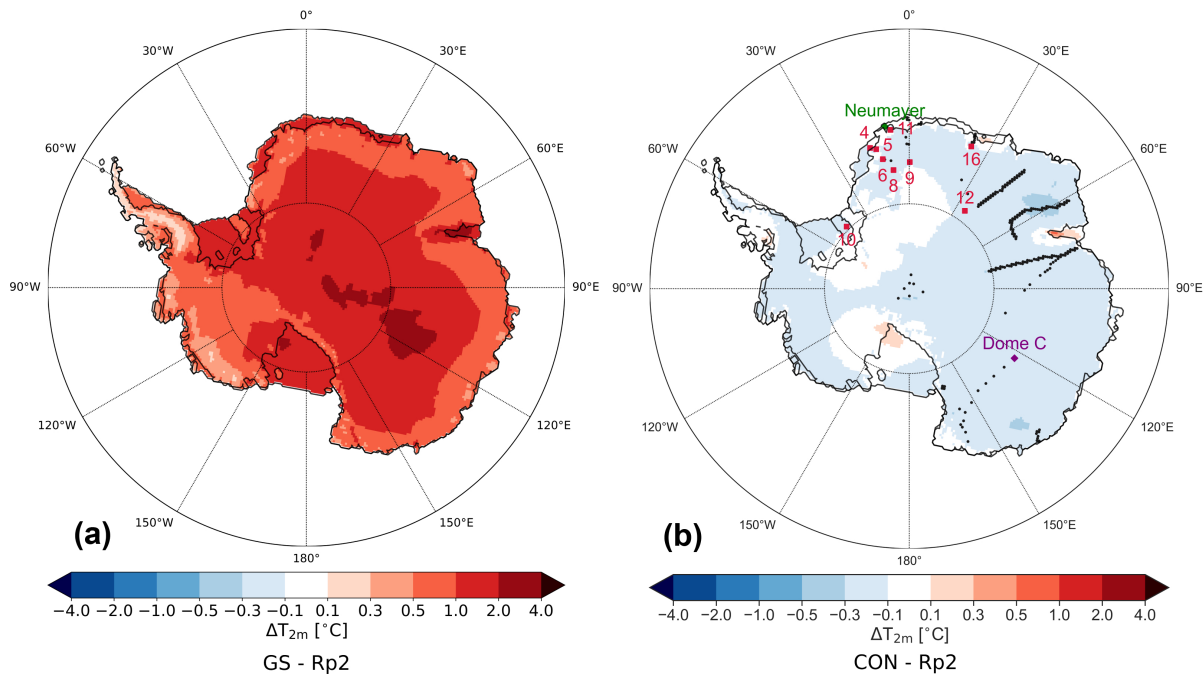 0°
30°W
30°E
60°W
60°E
90°W
90°E
120°W
120°E
150°W
150°E
180°
(a)
−4.0 −2.0 −1.0 −0.5 −0.3 −0.1 0.1 0.3 0.5 1.0 2.0 4.0
ΔT2m [°C]
GS - Rp2
0°
30°W
30°E
60°W
60°E
90°W
90°E
120°W
120°E
150°W
150°E
180°
Neumayer
4
5
11
6
8
9
16
12
10
Dome C
(b)
−4.0 −2.0 −1.0 −0.5 −0.3 −0.1 0.1 0.3 0.5 1.0 2.0 4.0
ΔT2m [°C]
CON - Rp2